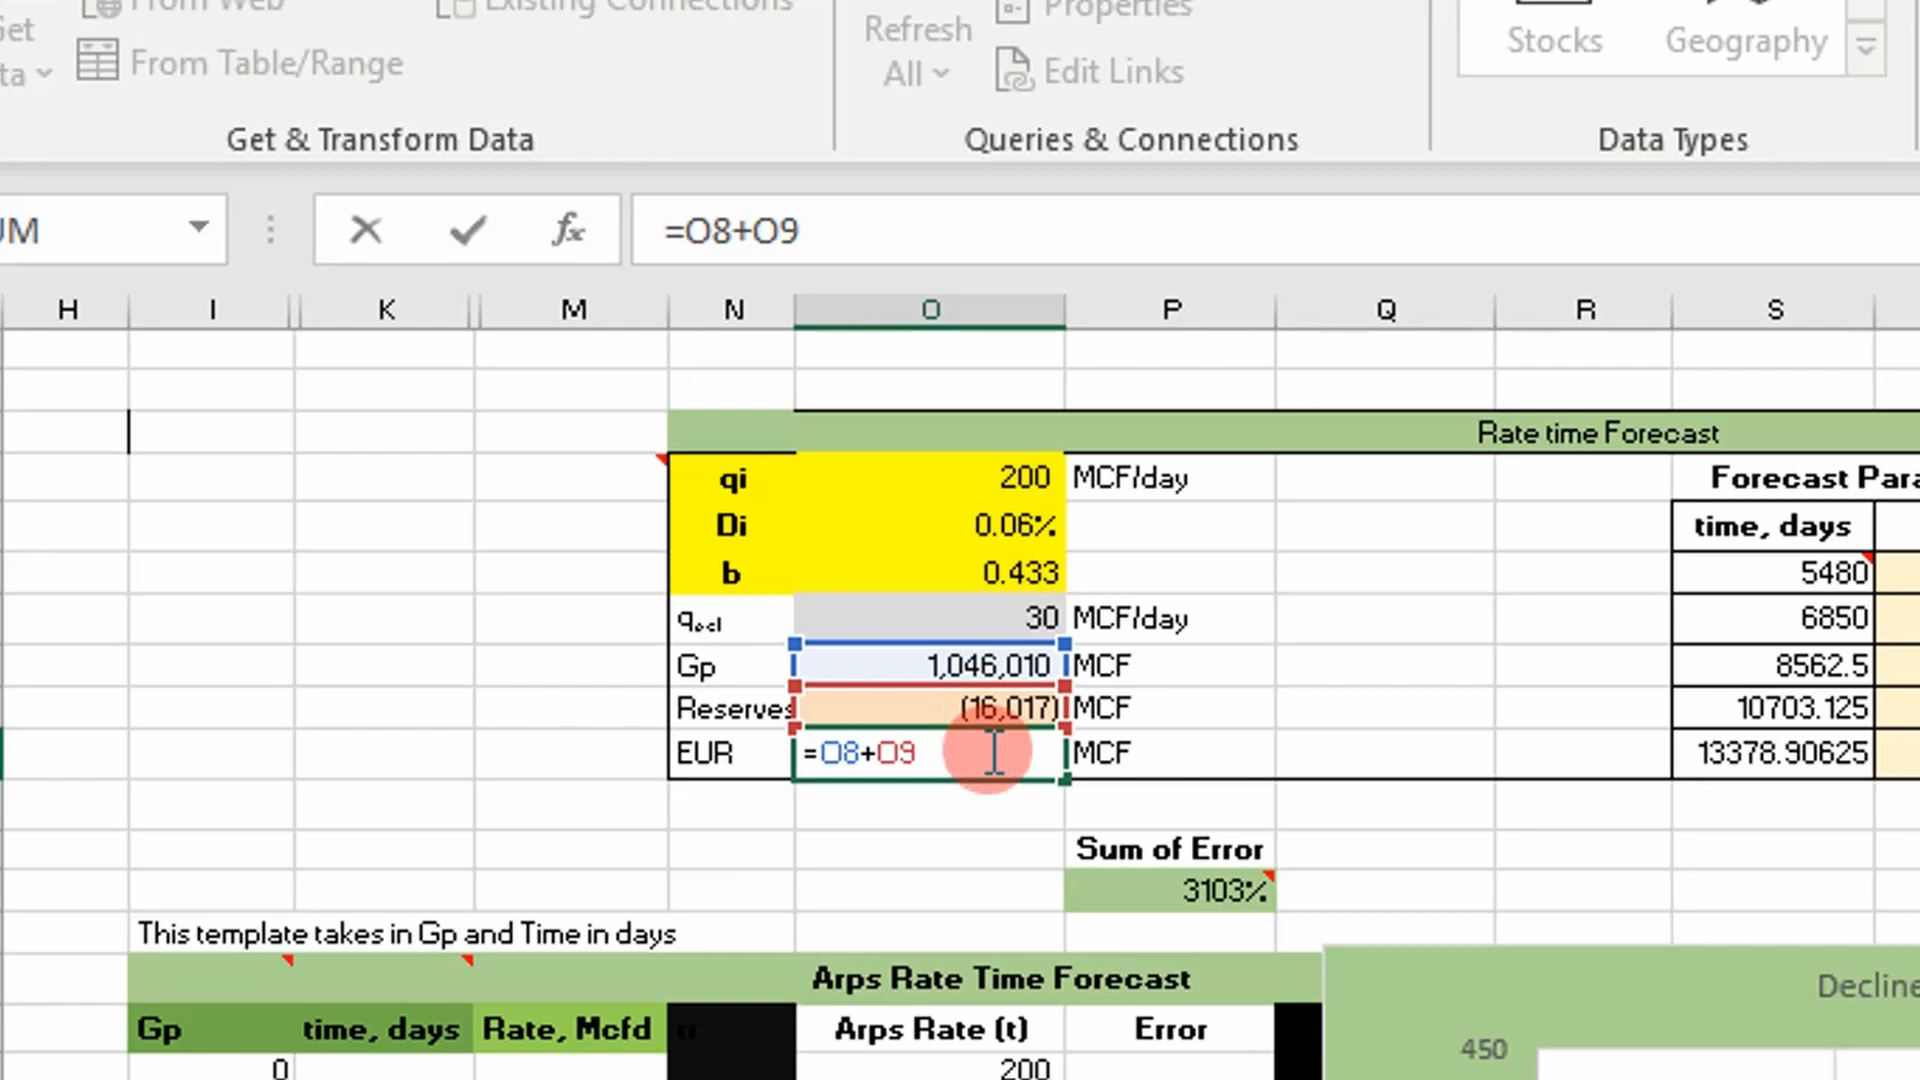 From Web
Existing Connections
Properties
Get
Refresh
Stocks
Geography
From Table/Range
All
Edit Links
Get & Transform Data
Queries & Connections
Data Types
fx
=O8+O9
H I K M N O P Q R S
Rate time Forecast
qi 200 MCF/day
Di 0.06% time, days
b 0.433 5480
30 MCF/day 6850
Gp 1,046,010 MCF 8562.5
Reserves (16,017) MCF 10703.125
EUR =O8+O9 MCF 13378.90625
Sum of Error
3103%
This template takes in Gp and Time in days
Arps Rate Time Forecast
Decline
Gp time, days Rate, Mcfd Arps Rate (t) Error
450
0 200